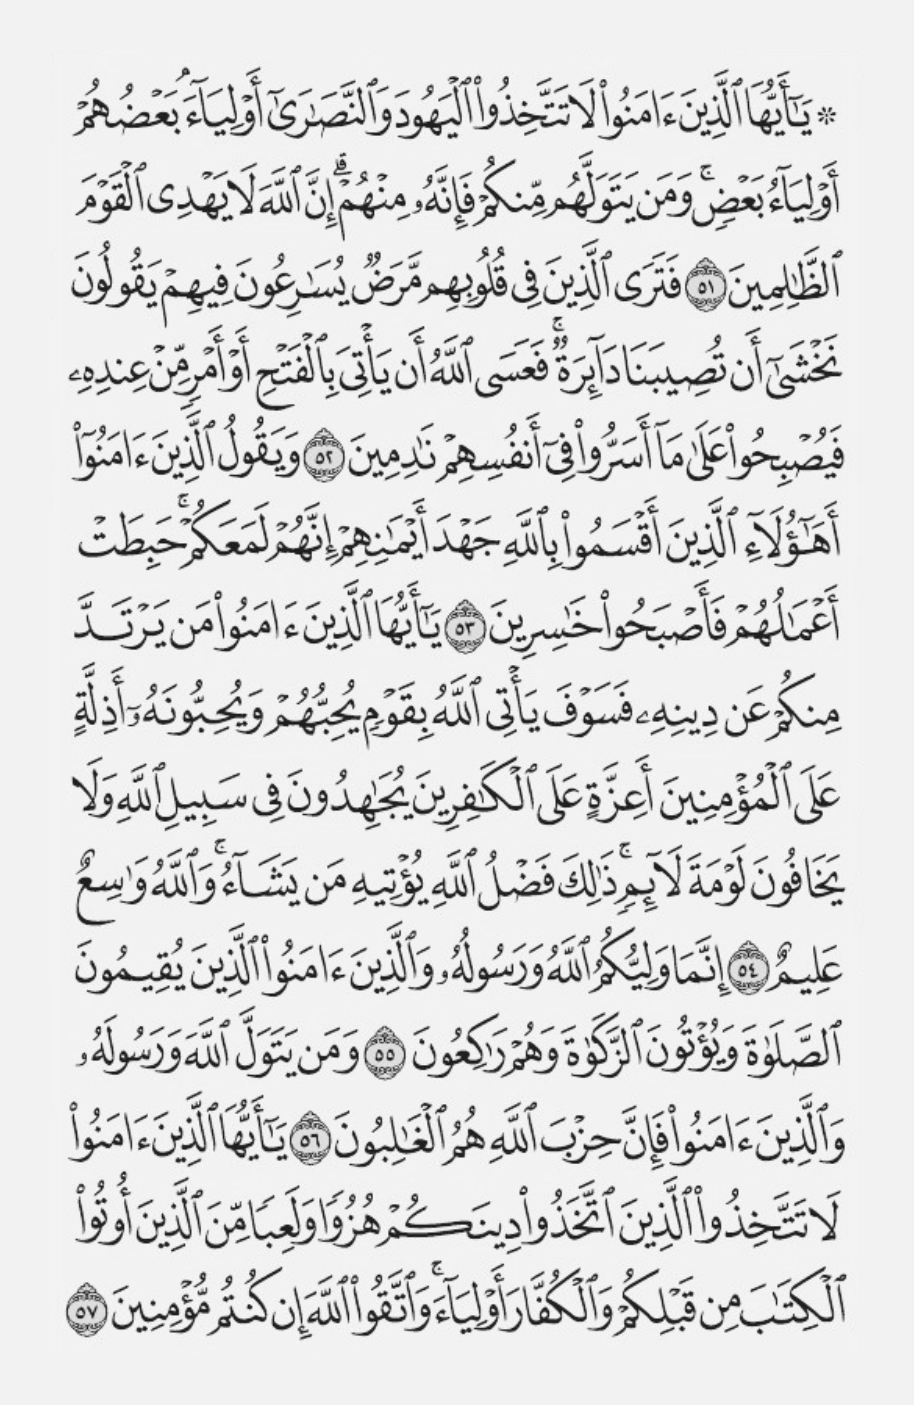 ۞ يَـٰٓأَيُّهَا ٱلَّذِينَ ءَامَنُوا۟ لَا تَتَّخِذُوا۟ ٱلْيَهُودَ وَٱلنَّصَـٰرَىٰٓ أَوْلِيَآءَ ۘ بَعْضُهُمْ
أَوْلِيَآءُ بَعْضٍ ۚ وَمَن يَتَوَلَّهُم مِّنكُمْ فَإِنَّهُۥ مِنْهُمْ ۗ إِنَّ ٱللَّهَ لَا يَهْدِى ٱلْقَوْمَ
ٱلظَّـٰلِمِينَ ٥١ فَتَرَى ٱلَّذِينَ فِى قُلُوبِهِم مَّرَضٌ يُسَـٰرِعُونَ فِيهِمْ يَقُولُونَ
نَخْشَىٰٓ أَن تُصِيبَنَا دَآئِرَةٌ ۚ فَعَسَى ٱللَّهُ أَن يَأْتِىَ بِٱلْفَتْحِ أَوْ أَمْرٍ مِّنْ عِندِهِۦ
فَيُصْبِحُوا۟ عَلَىٰ مَآ أَسَرُّوا۟ فِىٓ أَنفُسِهِمْ نَـٰدِمِينَ ٥٢ وَيَقُولُ ٱلَّذِينَ ءَامَنُوٓا۟
أَهَـٰٓؤُلَآءِ ٱلَّذِينَ أَقْسَمُوا۟ بِٱللَّهِ جَهْدَ أَيْمَـٰنِهِمْ إِنَّهُمْ لَمَعَكُمْ ۚ حَبِطَتْ
أَعْمَـٰلُهُمْ فَأَصْبَحُوا۟ خَـٰسِرِينَ ٥٣ يَـٰٓأَيُّهَا ٱلَّذِينَ ءَامَنُوا۟ مَن يَرْتَدَّ
مِنكُمْ عَن دِينِهِۦ فَسَوْفَ يَأْتِى ٱللَّهُ بِقَوْمٍ يُحِبُّهُمْ وَيُحِبُّونَهُۥٓ أَذِلَّةٍ
عَلَى ٱلْمُؤْمِنِينَ أَعِزَّةٍ عَلَى ٱلْكَـٰفِرِينَ يُجَـٰهِدُونَ فِى سَبِيلِ ٱللَّهِ وَلَا
يَخَافُونَ لَوْمَةَ لَآئِمٍ ۚ ذَٰلِكَ فَضْلُ ٱللَّهِ يُؤْتِيهِ مَن يَشَآءُ ۚ وَٱللَّهُ وَٰسِعٌ
عَلِيمٌ ٥٤ إِنَّمَا وَلِيُّكُمُ ٱللَّهُ وَرَسُولُهُۥ وَٱلَّذِينَ ءَامَنُوا۟ ٱلَّذِينَ يُقِيمُونَ
ٱلصَّلَوٰةَ وَيُؤْتُونَ ٱلزَّكَوٰةَ وَهُمْ رَٰكِعُونَ ٥٥ وَمَن يَتَوَلَّ ٱللَّهَ وَرَسُولَهُۥ
وَٱلَّذِينَ ءَامَنُوا۟ فَإِنَّ حِزْبَ ٱللَّهِ هُمُ ٱلْغَـٰلِبُونَ ٥٦ يَـٰٓأَيُّهَا ٱلَّذِينَ ءَامَنُوا۟
لَا تَتَّخِذُوا۟ ٱلَّذِينَ ٱتَّخَذُوا۟ دِينَكُمْ هُزُوًا وَلَعِبًا مِّنَ ٱلَّذِينَ أُوتُوا۟
ٱلْكِتَـٰبَ مِن قَبْلِكُمْ وَٱلْكُفَّارَ أَوْلِيَآءَ ۚ وَٱتَّقُوا۟ ٱللَّهَ إِن كُنتُم مُّؤْمِنِينَ ٥٧